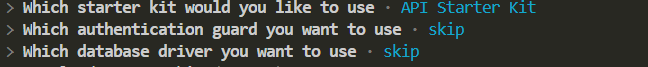 > Which starter kit would you like to use · API Starter Kit
> Which authentication guard you want to use · skip
> Which database driver you want to use · skip